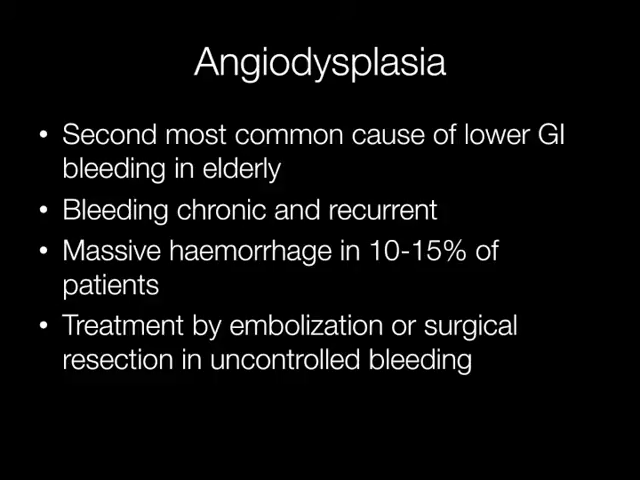 Angiodysplasia
• Second most common cause of lower GI
bleeding in elderly
• Bleeding chronic and recurrent
• Massive haemorrhage in 10-15% of
patients
• Treatment by embolization or surgical
resection in uncontrolled bleeding